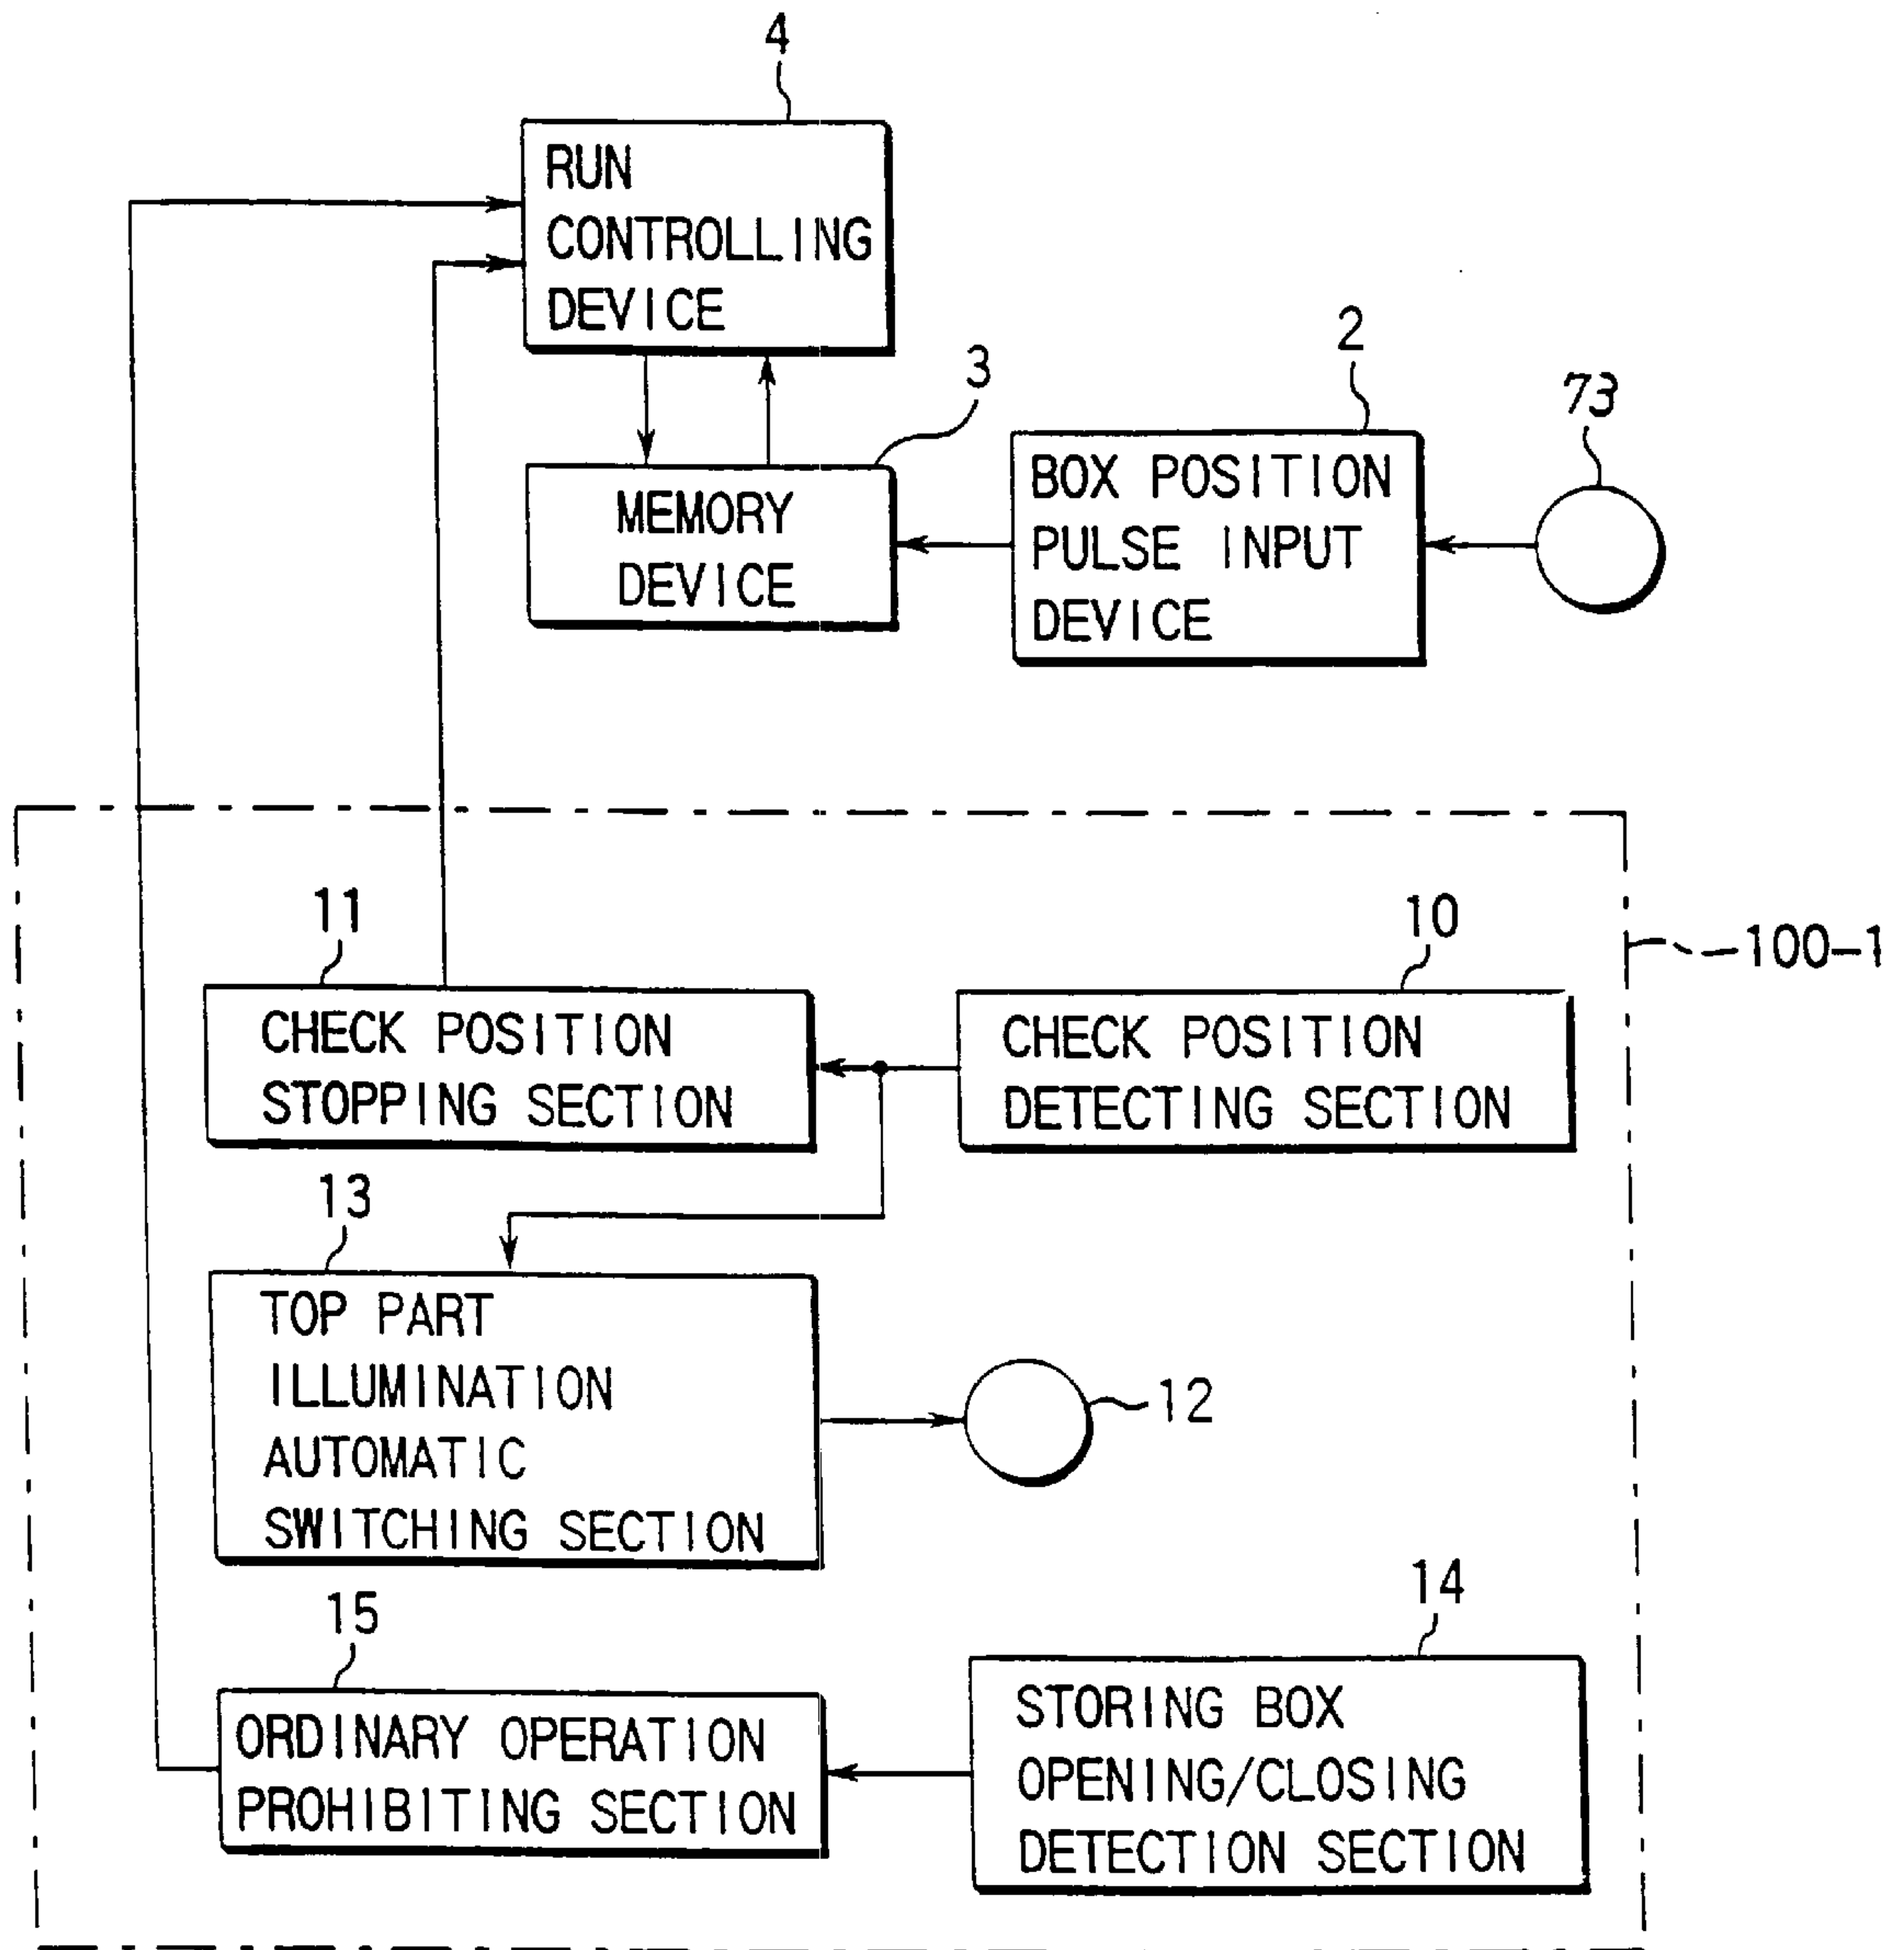 4
RUN
CONTROLLING
DEVICE
3
MEMORY
DEVICE
2
BOX POSITION
PULSE INPUT
DEVICE
73
100-1
11
CHECK POSITION
STOPPING SECTION
10
CHECK POSITION
DETECTING SECTION
13
TOP PART
ILLUMINATION
AUTOMATIC
SWITCHING SECTION
12
15
ORDINARY OPERATION
PROHIBITING SECTION
14
STORING BOX
OPENING/CLOSING
DETECTION SECTION